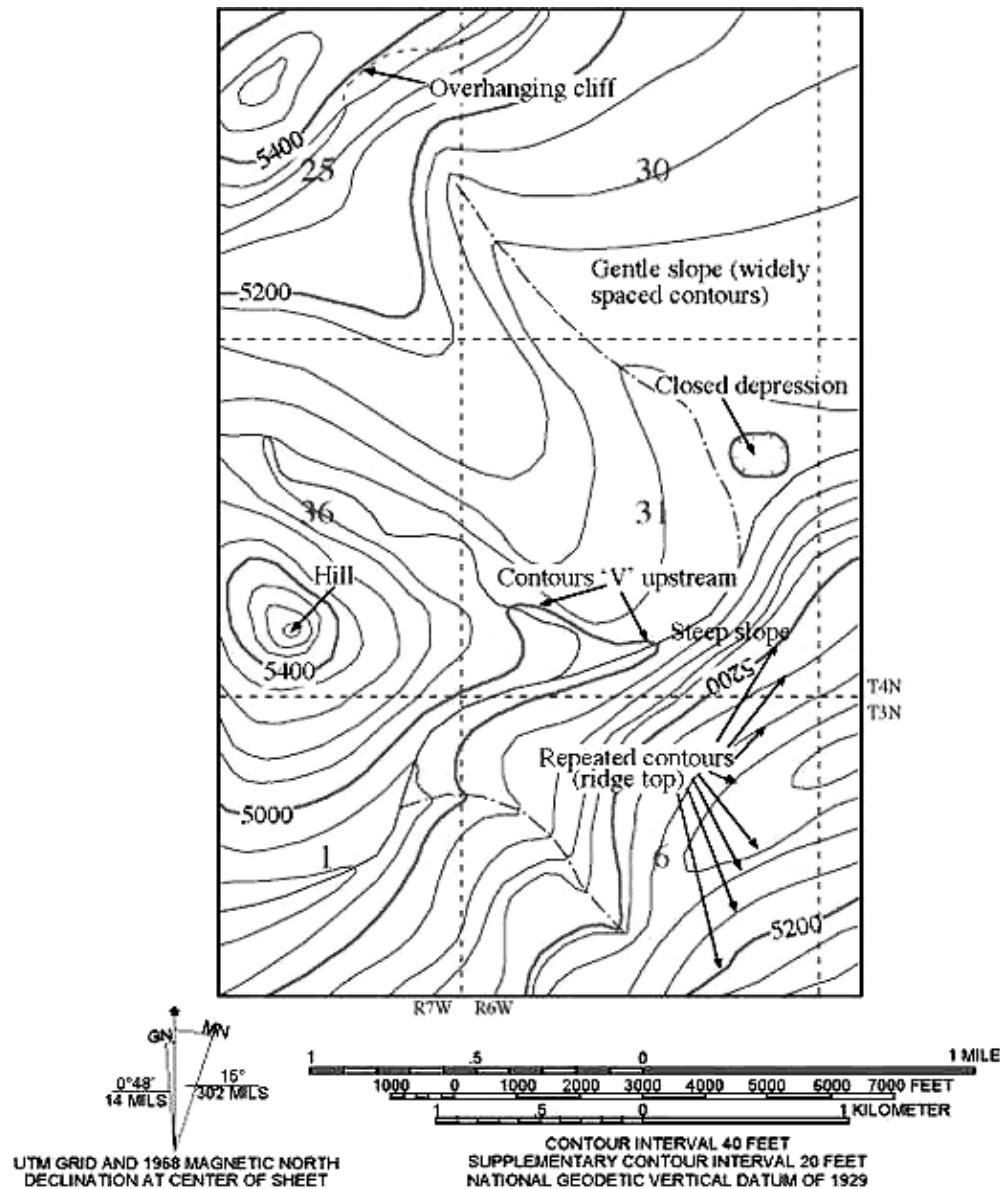 Overhanging cliff
5400
25
30
Gentle slope (widely
spaced contours)
5200
Closed depression
36
31
Contours 'V' upstream
Hill
Steep slope
5400
5200
T4N
T3N
Repeated contours
(ridge top)
5000
1
6
5200
R7W R6W
GN MN
0°48'
14 MILS
15°
302 MILS
UTM GRID AND 1968 MAGNETIC NORTH
DECLINATION AT CENTER OF SHEET
1 .5 0 1 MILE
1000 0 1000 2000 3000 4000 5000 6000 7000 FEET
1 .5 0 1 KILOMETER
CONTOUR INTERVAL 40 FEET
SUPPLEMENTARY CONTOUR INTERVAL 20 FEET
NATIONAL GEODETIC VERTICAL DATUM OF 1929